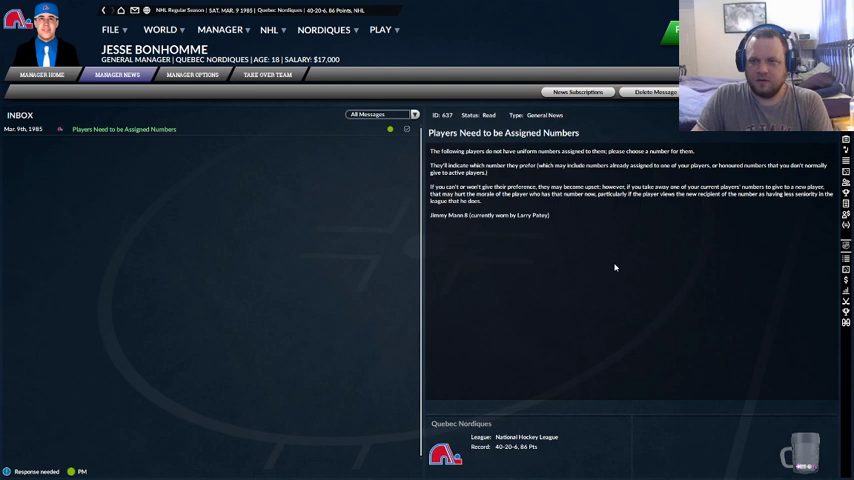 NHL Regular Season | SAT, MAR. 9 1985 | Quebec Nordiques | 40-20-6, 86 Points, NHL
FILE WORLD MANAGER NHL NORDIQUES PLAY
JESSE BONHOMME
GENERAL MANAGER | QUEBEC NORDIQUES | AGE: 18 | SALARY: $17,000
MANAGER HOME MANAGER NEWS MANAGER OPTIONS TAKE OVER TEAM
News Subscriptions Delete Message
INBOX All Messages
Mar. 9th, 1985 Players Need to be Assigned Numbers
ID: 637 Status: Read Type: General News
Players Need to be Assigned Numbers
The following players do not have uniform numbers assigned to them; please choose a number for them.
They'll indicate which number they prefer (which may include numbers already assigned to one of your players, or honoured numbers that you don't normally
give to active players.)
If you can't or won't give their preference, they may become upset; however, if you take away one of your current players' numbers to give to a new player,
that may hurt the morale of the player who has that number now, particularly if the player views the new recipient of the number as having less seniority in the
league that he does.
Jimmy Mann 8 (currently worn by Larry Patey)
Quebec Nordiques
League: National Hockey League
Record: 40-20-6, 86 Pts
Response needed PM